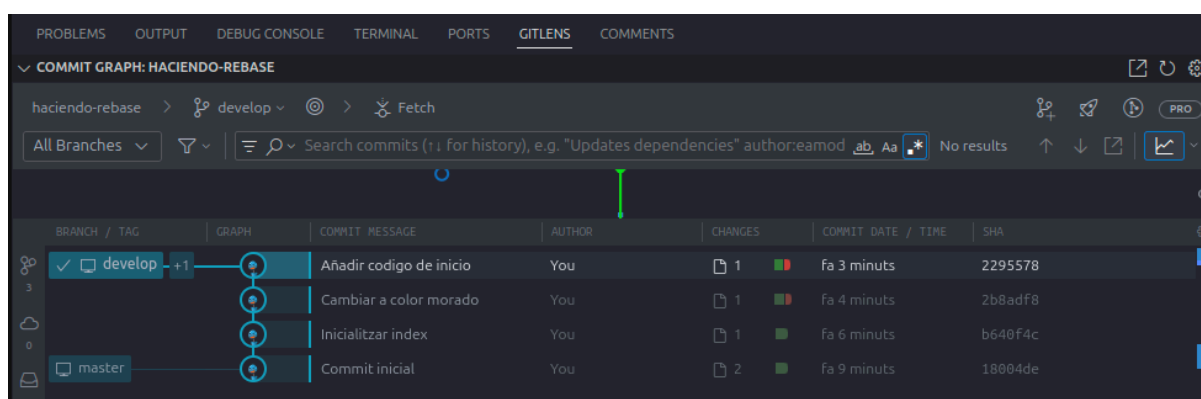 PROBLEMS OUTPUT DEBUG CONSOLE TERMINAL PORTS GITLENS COMMENTS
COMMIT GRAPH: HACIENDO-REBASE
haciendo-rebase > develop > Fetch PRO
All Branches Search commits (↑↓ for history), e.g. "Updates dependencies" author:eamod ab Aa .* No results
BRANCH / TAG GRAPH COMMIT MESSAGE AUTHOR CHANGES COMMIT DATE / TIME SHA
develop +1 Añadir codigo de inicio You 1 fa 3 minuts 2295578
3 Cambiar a color morado You 1 fa 4 minuts 2b8adf8
Inicialitzar index You 1 fa 6 minuts b640f4c
0
master Commit inicial You 2 fa 9 minuts 18004de